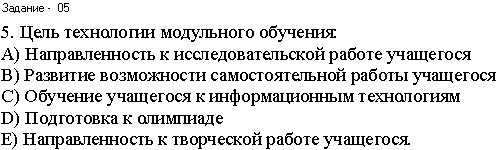 Задание - 05
5. Цель технологии модульного обучения:
A) Направленность к исследовательской работе учащегося
B) Развитие возможности самостоятельной работы учащегося
C) Обучение учащегося к информационным технологиям
D) Подготовка к олимпиаде
E) Направленность к творческой работе учащегося.